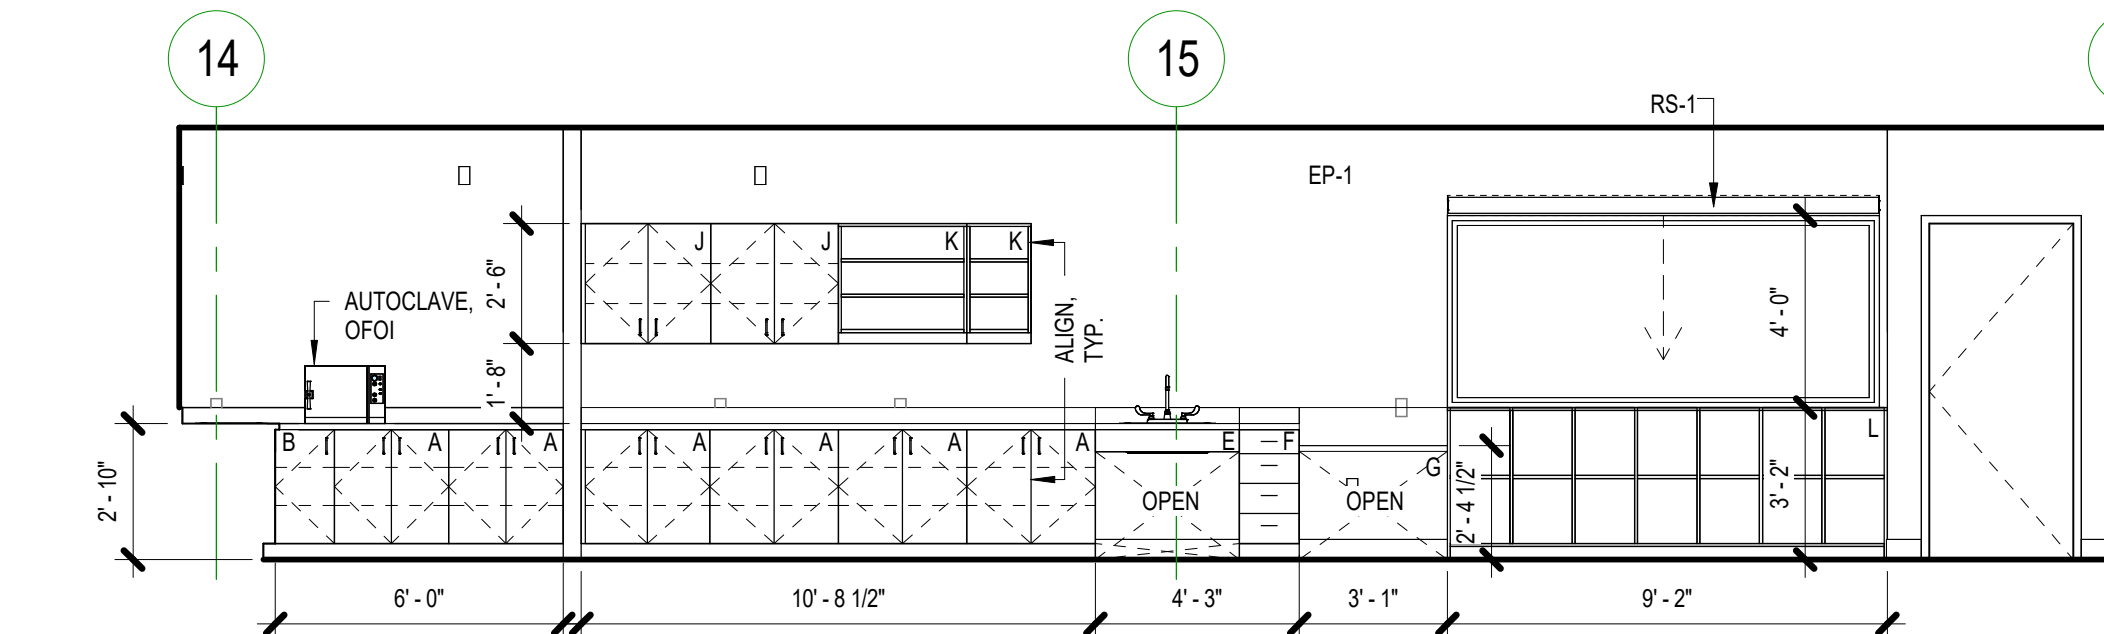 14
15
RS-1
EP-1
J
J
K
K
2' - 6"
AUTOCLAVE,
OFOI
ALIGN,
TYP.
4' - 0"
1' - 8"
B
A
A
A
A
A
A
E
F
G
L
2' - 10"
OPEN
OPEN
2' - 4 1/2"
3' - 2"
6' - 0"
10' - 8 1/2"
4' - 3"
3' - 1"
9' - 2"